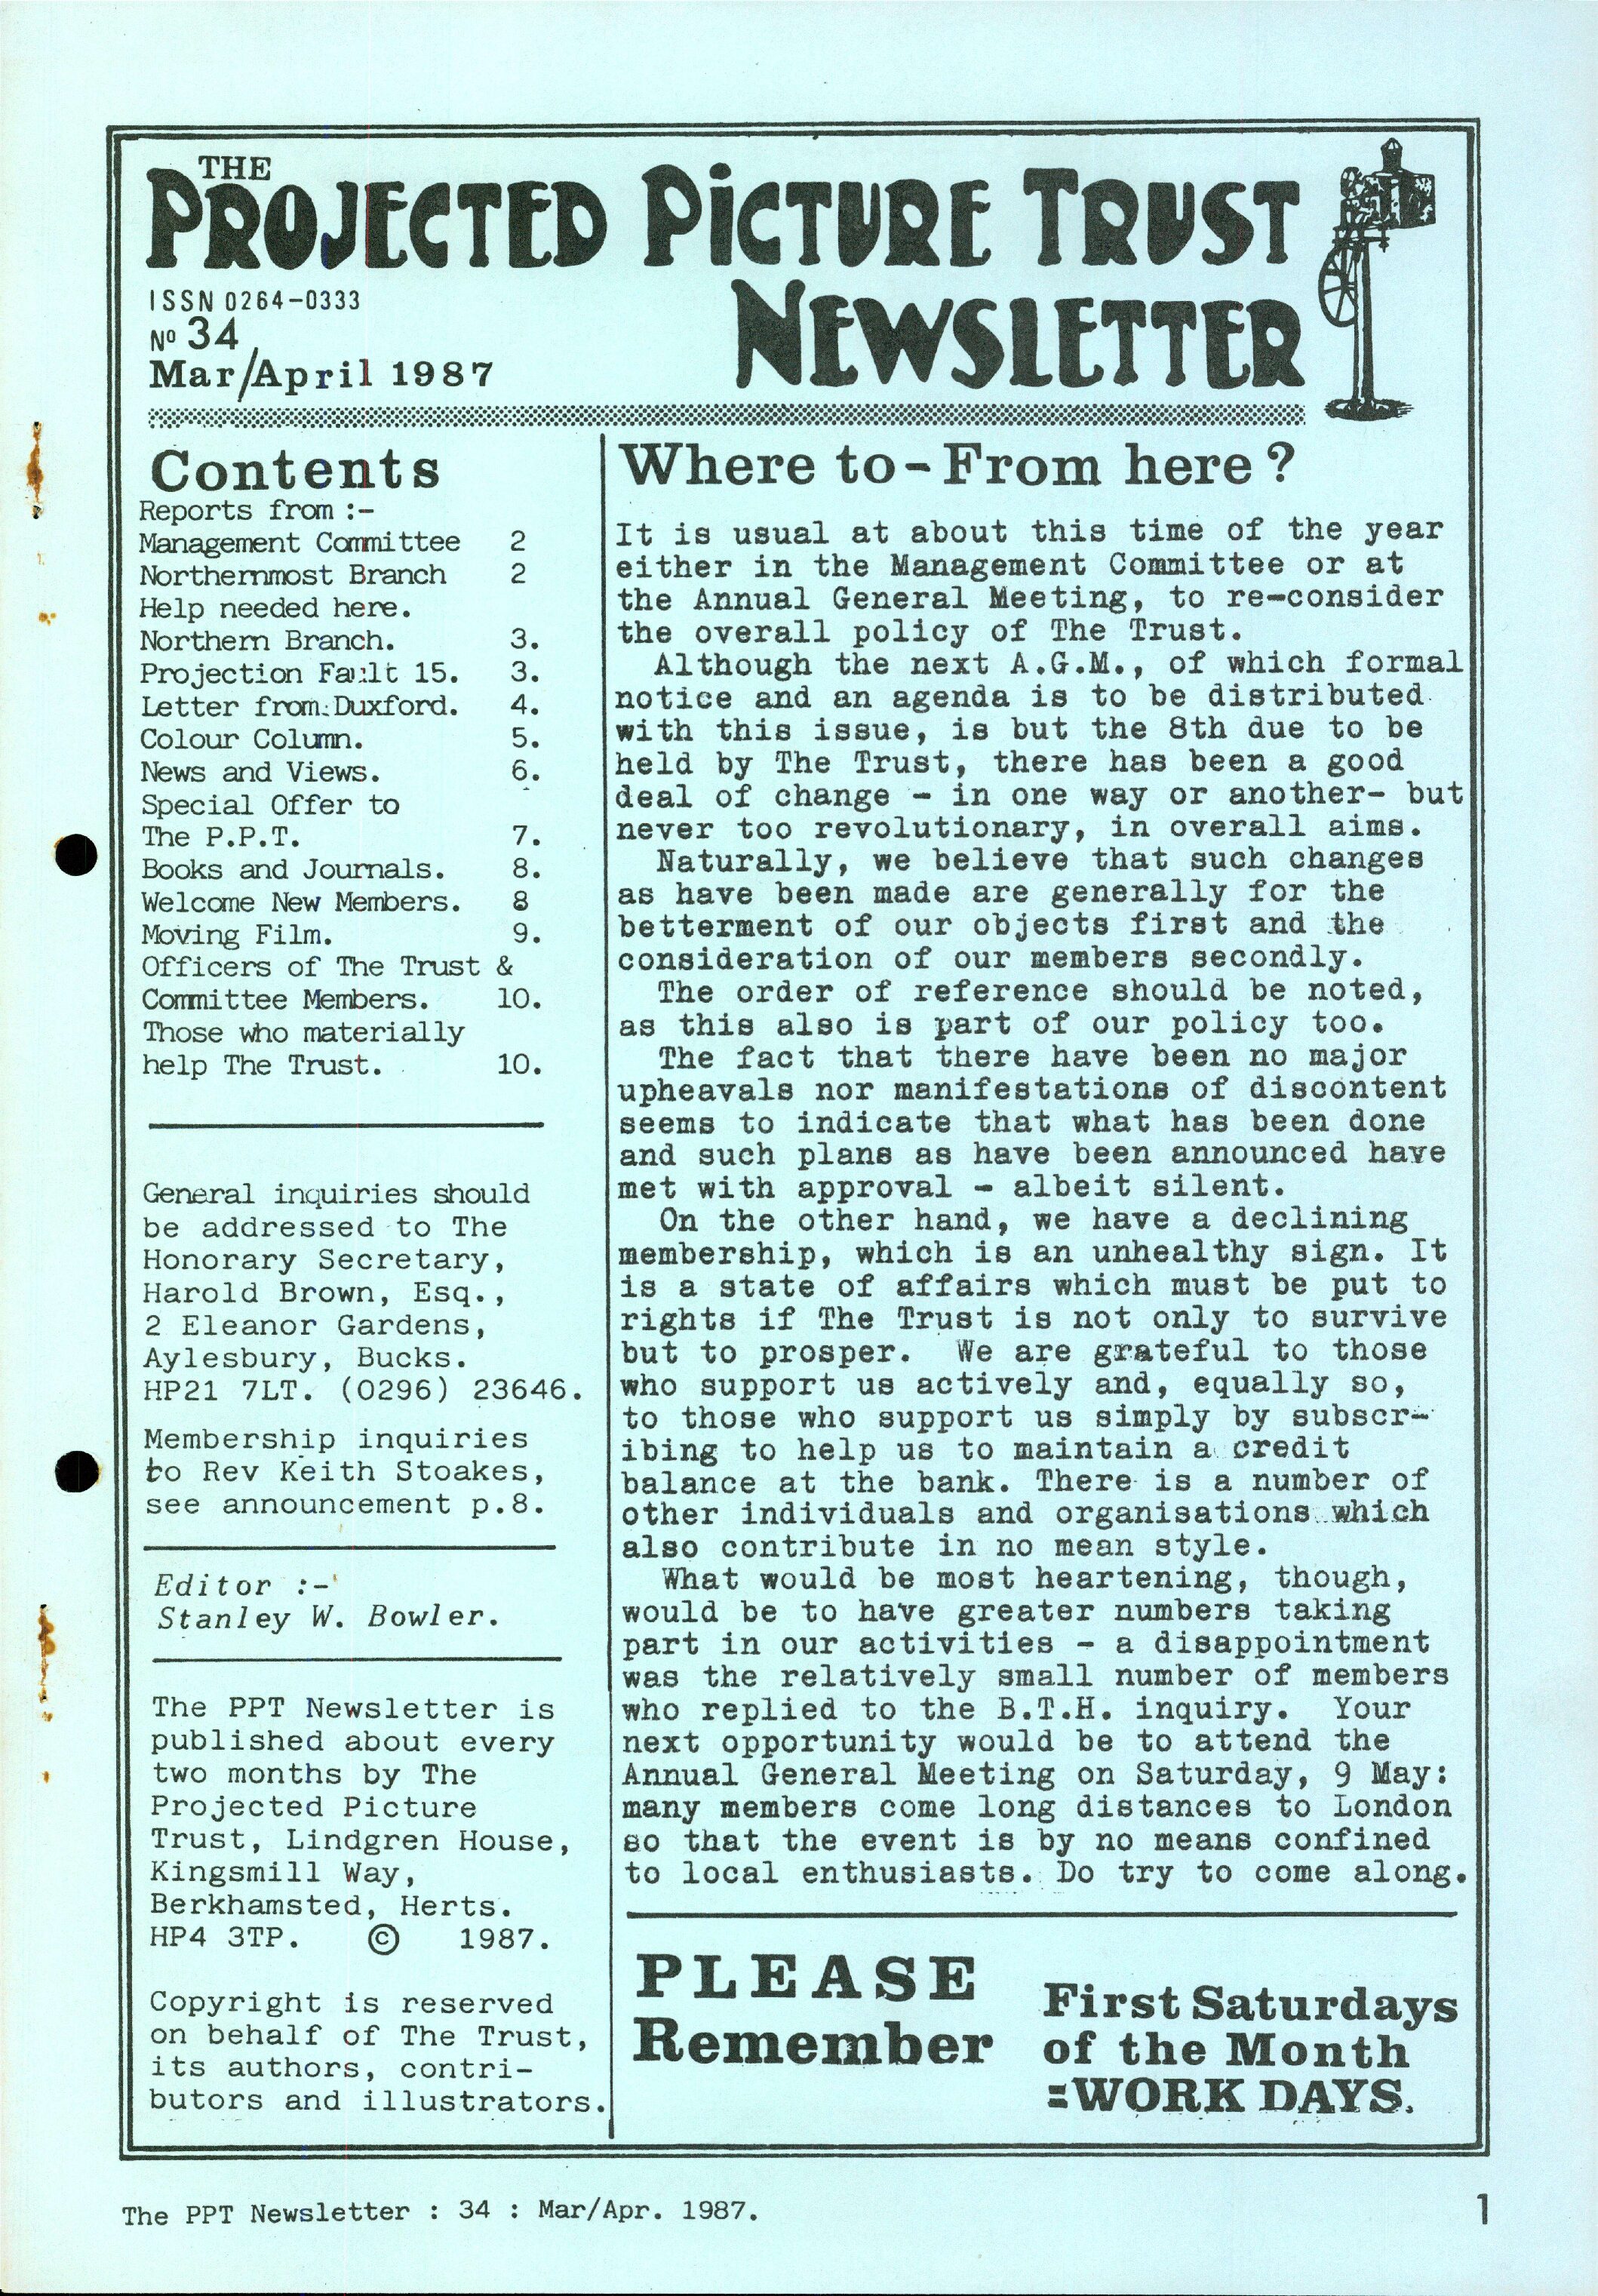 THE
PROJECTED PICTURE TRUST
NEWSLETTER
ISSN 0264-0333
Nº 34
Mar/April 1987
Contents
Reports from :-
Management Committee 2
Northernmost Branch 2
Help needed here.
Northern Branch. 3.
Projection Fault 15. 3.
Letter from Duxford. 4.
Colour Column. 5.
News and Views. 6.
Special Offer to
The P.P.T. 7.
Books and Journals. 8.
Welcome New Members. 8
Moving Film. 9.
Officers of The Trust &
Committee Members. 10.
Those who materially
help The Trust. 10.
General inquiries should
be addressed to The
Honorary Secretary,
Harold Brown, Esq.,
2 Eleanor Gardens,
Aylesbury, Bucks.
HP21 7LT. (0296) 23646.
Membership inquiries
to Rev Keith Stoakes,
see announcement p.8.
Editor :-
Stanley W. Bowler.
The PPT Newsletter is
published about every
two months by The
Projected Picture
Trust, Lindgren House,
Kingsmill Way,
Berkhamsted, Herts.
HP4 3TP. © 1987.
Copyright is reserved
on behalf of The Trust,
its authors, contri-
butors and illustrators.
Where to - From here ?
It is usual at about this time of the year
either in the Management Committee or at
the Annual General Meeting, to re-consider
the overall policy of The Trust.
Although the next A.G.M., of which formal
notice and an agenda is to be distributed
with this issue, is but the 8th due to be
held by The Trust, there has been a good
deal of change - in one way or another- but
never too revolutionary, in overall aims.
Naturally, we believe that such changes
as have been made are generally for the
betterment of our objects first and the
consideration of our members secondly.
The order of reference should be noted,
as this also is part of our policy too.
The fact that there have been no major
upheavals nor manifestations of discontent
seems to indicate that what has been done
and such plans as have been announced have
met with approval - albeit silent.
On the other hand, we have a declining
membership, which is an unhealthy sign. It
is a state of affairs which must be put to
rights if The Trust is not only to survive
but to prosper. We are grateful to those
who support us actively and, equally so,
to those who support us simply by subscr-
ibing to help us to maintain a credit
balance at the bank. There is a number of
other individuals and organisations which
also contribute in no mean style.
What would be most heartening, though,
would be to have greater numbers taking
part in our activities - a disappointment
was the relatively small number of members
who replied to the B.T.H. inquiry. Your
next opportunity would be to attend the
Annual General Meeting on Saturday, 9 May:
many members come long distances to London
so that the event is by no means confined
to local enthusiasts. Do try to come along.
PLEASE
Remember
First Saturdays
of the Month
=WORK DAYS.
The PPT Newsletter : 34 : Mar/Apr. 1987.
1